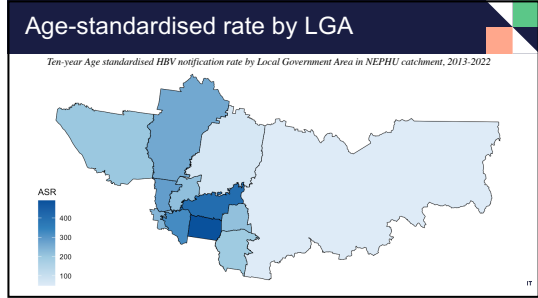 Age-standardised rate by LGA
Ten-year Age standardised HBV notification rate by Local Government Area in NEPHU catchment, 2013-2022
ASR
400
300
200
100
IT